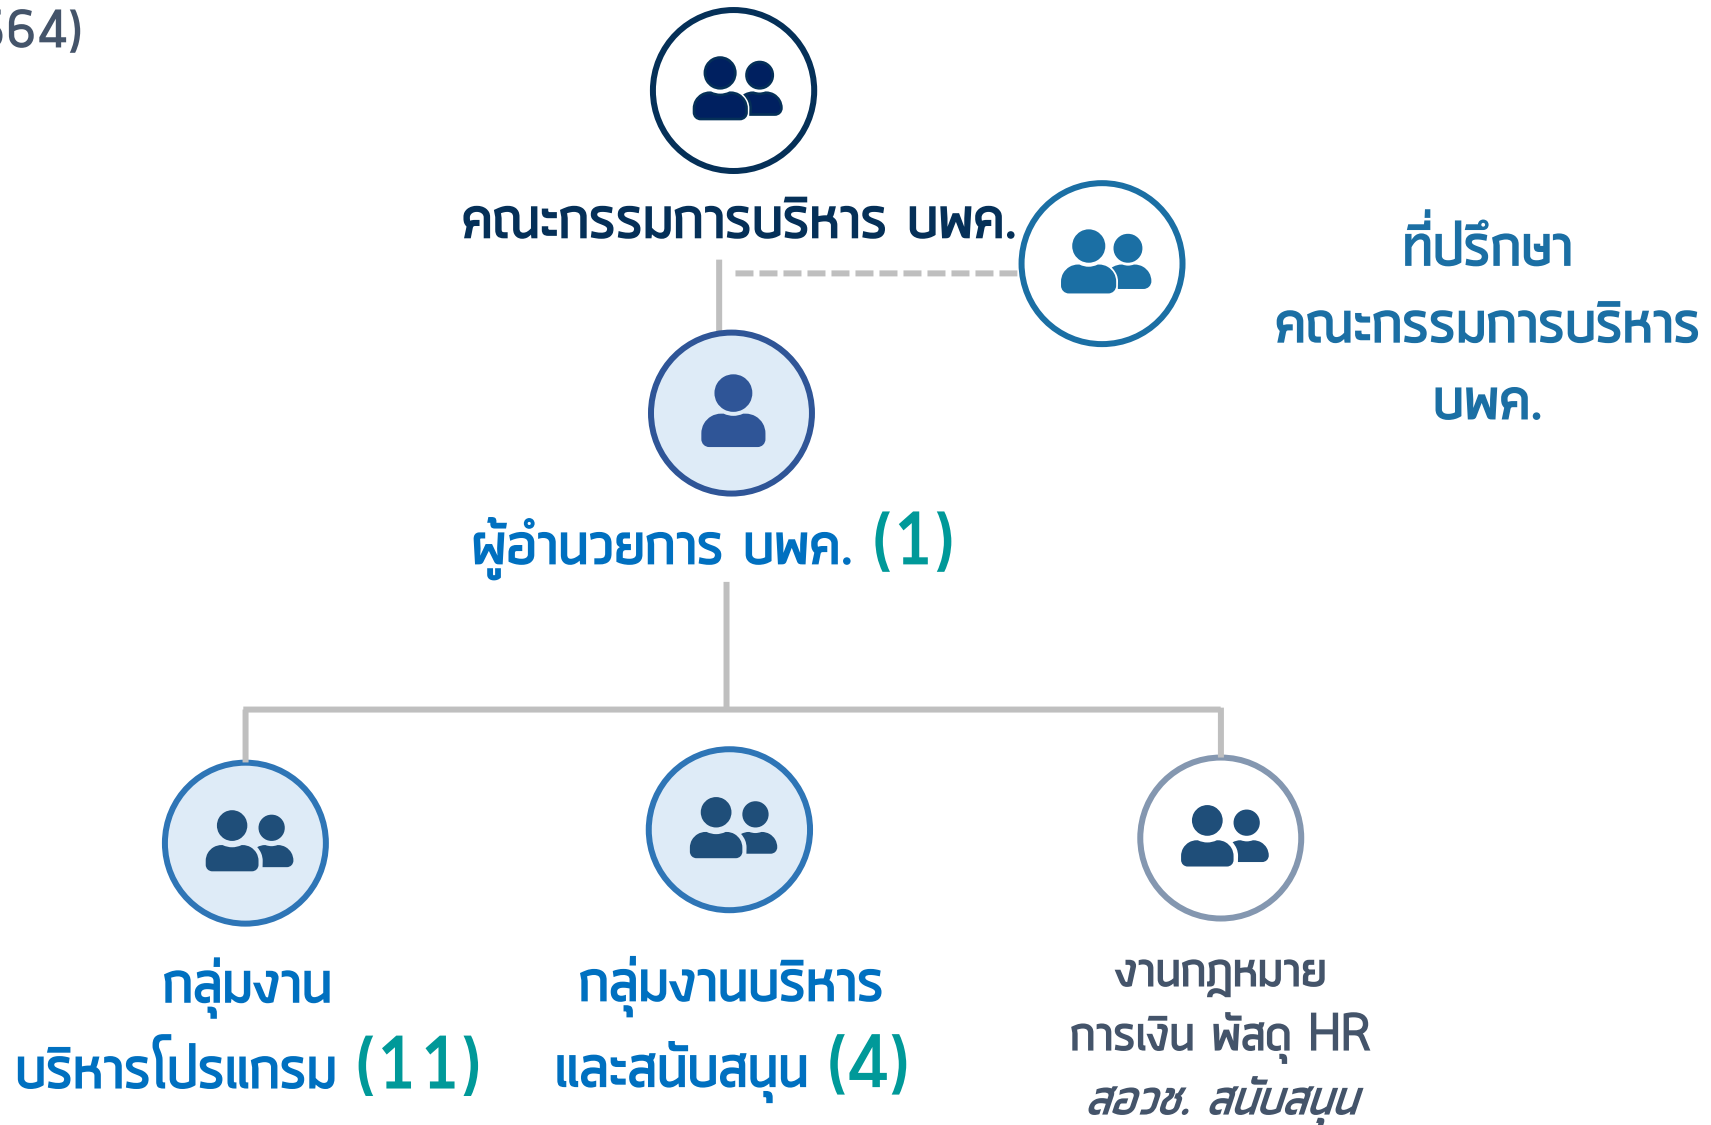 564)
คณะกรรมการบริหาร บพค.
ที่ปรึกษา
คณะกรรมการบริหาร
บพค.
ผู้อำนวยการ บพค. (1)
กลุ่มงาน
บริหารโปรแกรม (11)
กลุ่มงานบริหาร
และสนับสนุน (4)
งานกฎหมาย
การเงิน พัสดุ HR
สอวช. สนับสนุน